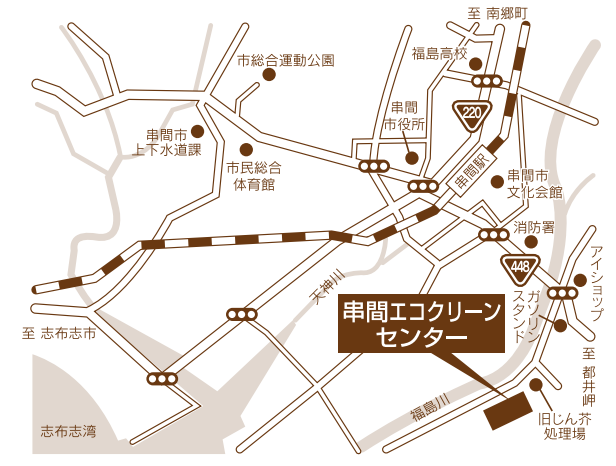 至 南郷町
福島高校
市総合運動公園
220
串間
市役所
串間市
上下水道課
市民総合
体育館
串間駅
串間市
文化会館
消防署
448
アイショップ
ガソリン
スタンド
天神川
串間エコクリーン
センター
至 志布志市
至 都井岬
福島川
旧じん芥
処理場
志布志湾